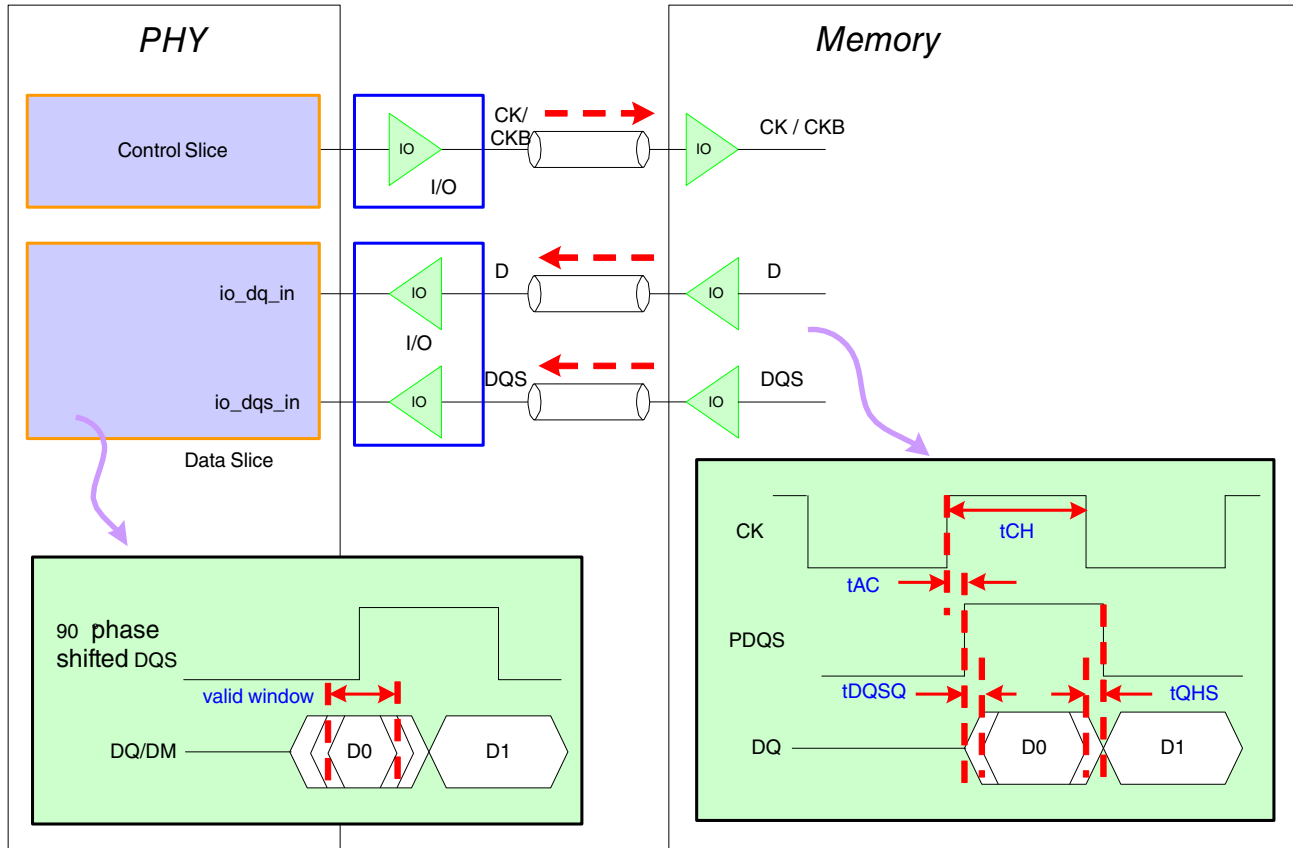 PHY
Memory
Control Slice
IO
I/O
CK/
CKB
IO
CK / CKB
io_dq_in
IO
D
IO
D
I/O
io_dqs_in
IO
DQS
IO
DQS
Data Slice
90 phase
shifted DQS
valid window
DQ/DM
D0
D1
CK
tCH
tAC
PDQS
tDQSQ
tQHS
DQ
D0
D1